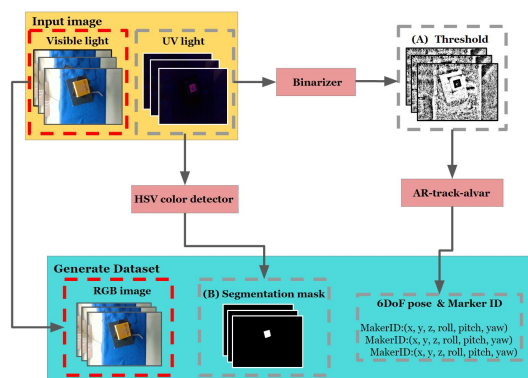 Input image
Visible light
UV light
Binarizer
(A) Threshold
HSV color detector
AR-track-alvar
Generate Dataset
RGB image
(B) Segmentation mask
6DoF pose & Marker ID
MakerID:(x, y, z, roll, pitch, yaw)
MakerID:(x, y, z, roll, pitch, yaw)
MakerID:(x, y, z, roll, pitch, yaw)